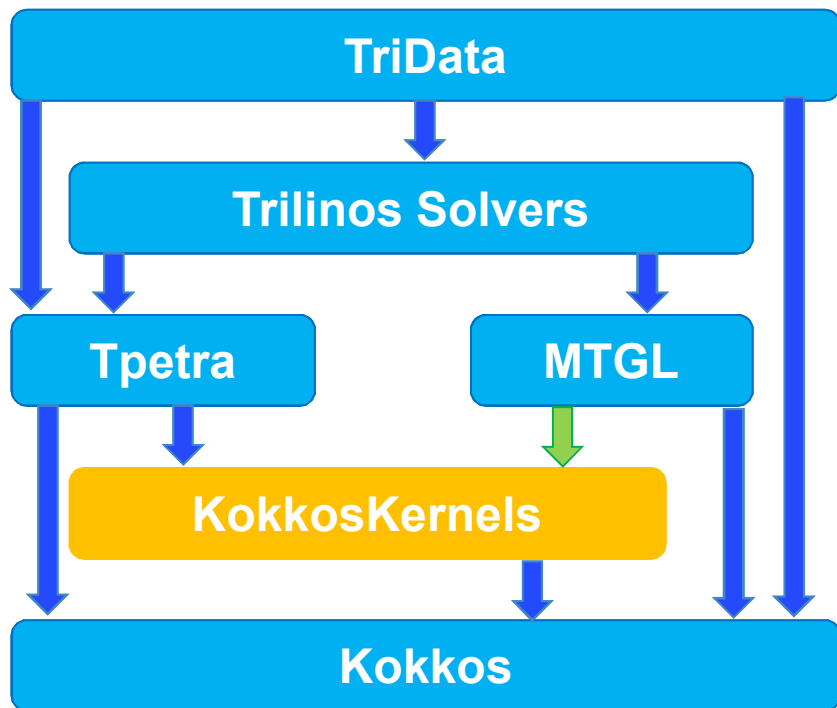 TriData
Trilinos Solvers
Tpetra
MTGL
KokkosKernels
Kokkos